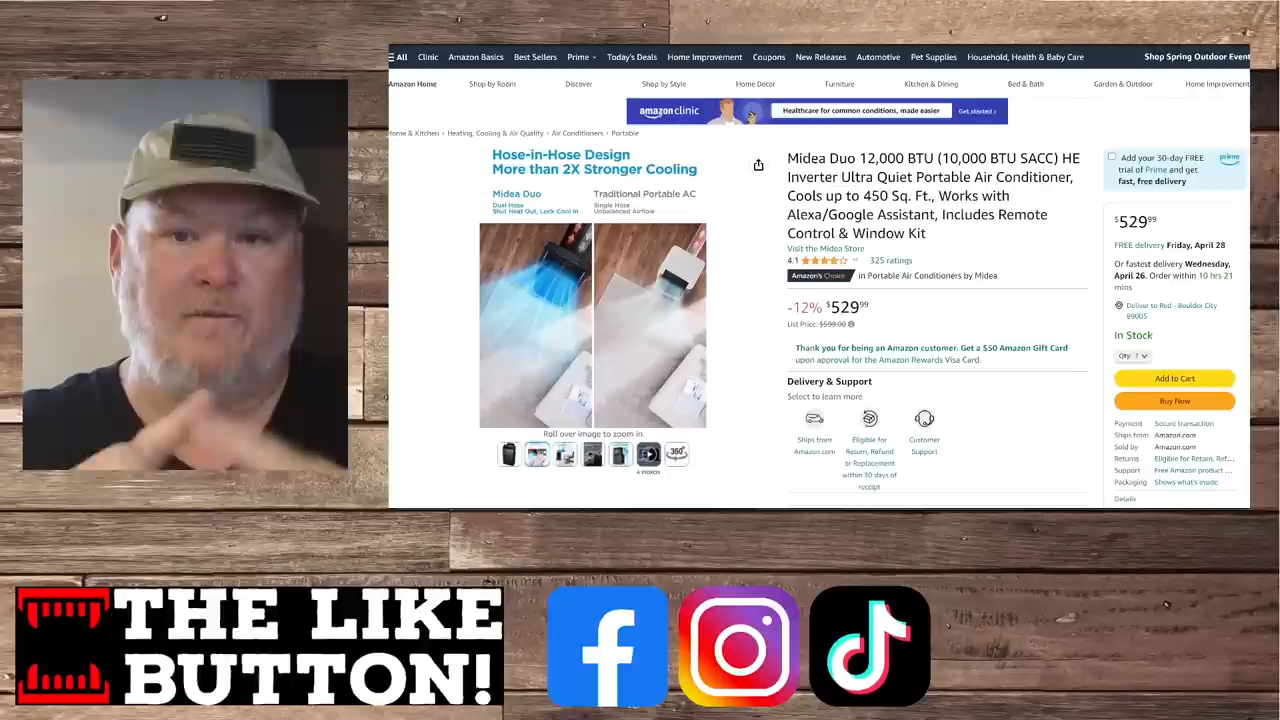 All Clinic Amazon Basics Best Sellers Prime Today's Deals Home Improvement Coupons New Releases Automotive Pet Supplies Household, Health & Baby Care Shop Spring Outdoor Event
Amazon Home Shop by Room Discover Shop by Style Home Décor Furniture Kitchen & Dining Bed & Bath Garden & Outdoor Home Improvement
amazon clinic Healthcare for common conditions, made easier Get started ›
Home & Kitchen › Heating, Cooling & Air Quality › Air Conditioners › Portable
Hose-in-Hose Design
More than 2X Stronger Cooling
Midea Duo Traditional Portable AC
Dual Hose Single Hose
Shut Heat Out, Lock Cool In Unbalanced Airflow
Roll over image to zoom in
360°
4 VIDEOS
Midea Duo 12,000 BTU (10,000 BTU SACC) HE
Inverter Ultra Quiet Portable Air Conditioner,
Cools up to 450 Sq. Ft., Works with
Alexa/Google Assistant, Includes Remote
Control & Window Kit
Visit the Midea Store
4.1 325 ratings
Amazon's Choice in Portable Air Conditioners by Midea
-12% $52999
List Price: $599.00
Thank you for being an Amazon customer. Get a $50 Amazon Gift Card
upon approval for the Amazon Rewards Visa Card.
Delivery & Support
Select to learn more
Ships from
Amazon.com
Eligible for
Return, Refund
or Replacement
within 30 days of
receipt
Customer
Support
Add your 30-day FREE
trial of Prime and get
fast, free delivery
prime
$52999
FREE delivery Friday, April 28
Or fastest delivery Wednesday,
April 26. Order within 10 hrs 21
mins
Deliver to Red - Boulder City
89005
In Stock
Qty: 1
Add to Cart
Buy Now
Payment Secure transaction
Ships from Amazon.com
Sold by Amazon.com
Returns Eligible for Return, Ref...
Support Free Amazon product ...
Packaging Shows what's inside
Details
THE LIKE
BUTTON!